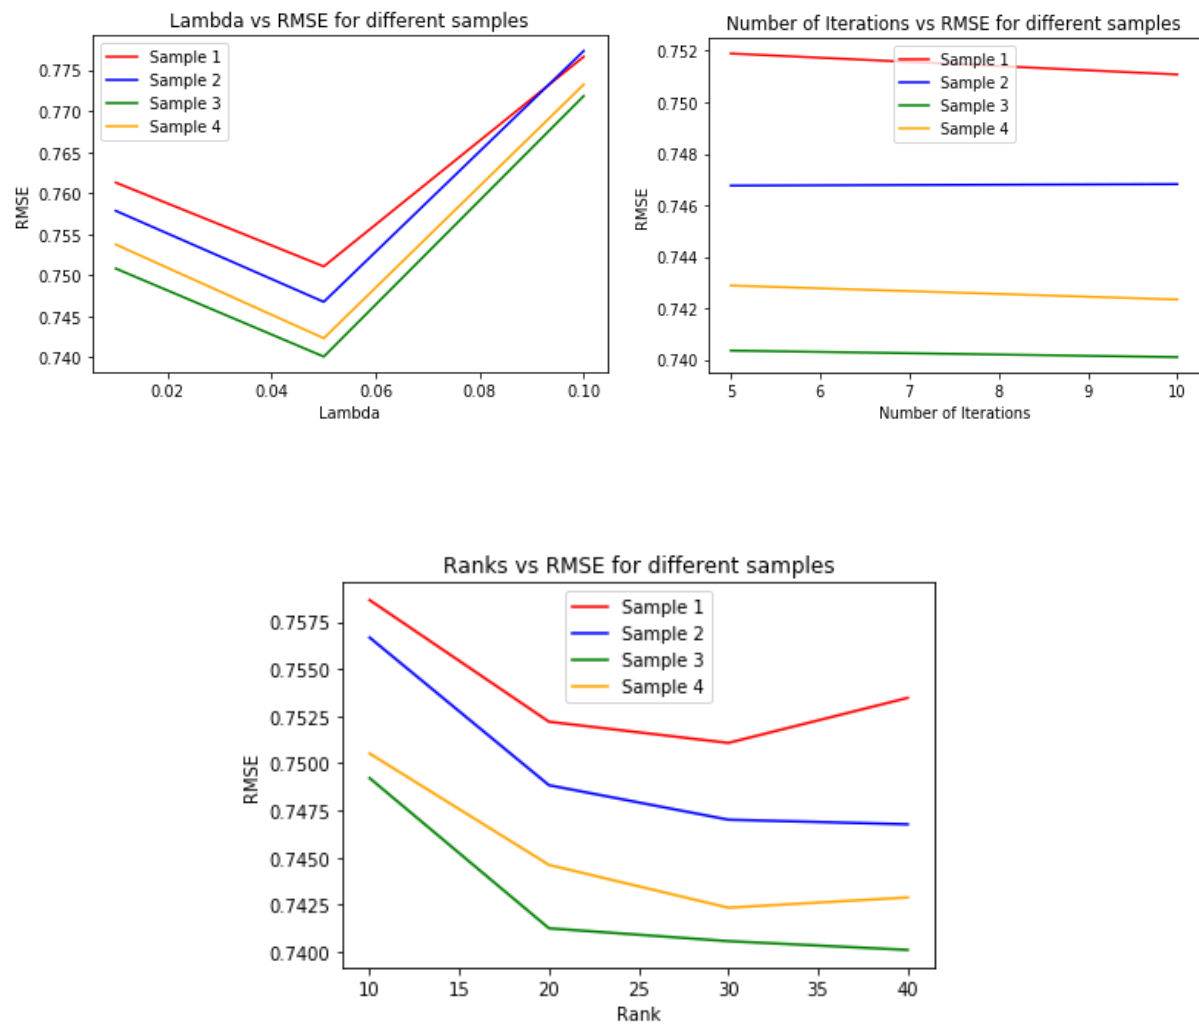 Lambda vs RMSE for different samples
Sample 1
Sample 2
Sample 3
Sample 4
0.775
0.770
0.765
0.760
0.755
0.750
0.745
0.740
RMSE
0.02 0.04 0.06 0.08 0.10
Lambda
Number of Iterations vs RMSE for different samples
Sample 1
Sample 2
Sample 3
Sample 4
0.752
0.750
0.748
0.746
0.744
0.742
0.740
RMSE
5 6 7 8 9 10
Number of Iterations
Ranks vs RMSE for different samples
Sample 1
Sample 2
Sample 3
Sample 4
0.7575
0.7550
0.7525
0.7500
0.7475
0.7450
0.7425
0.7400
RMSE
10 15 20 25 30 35 40
Rank